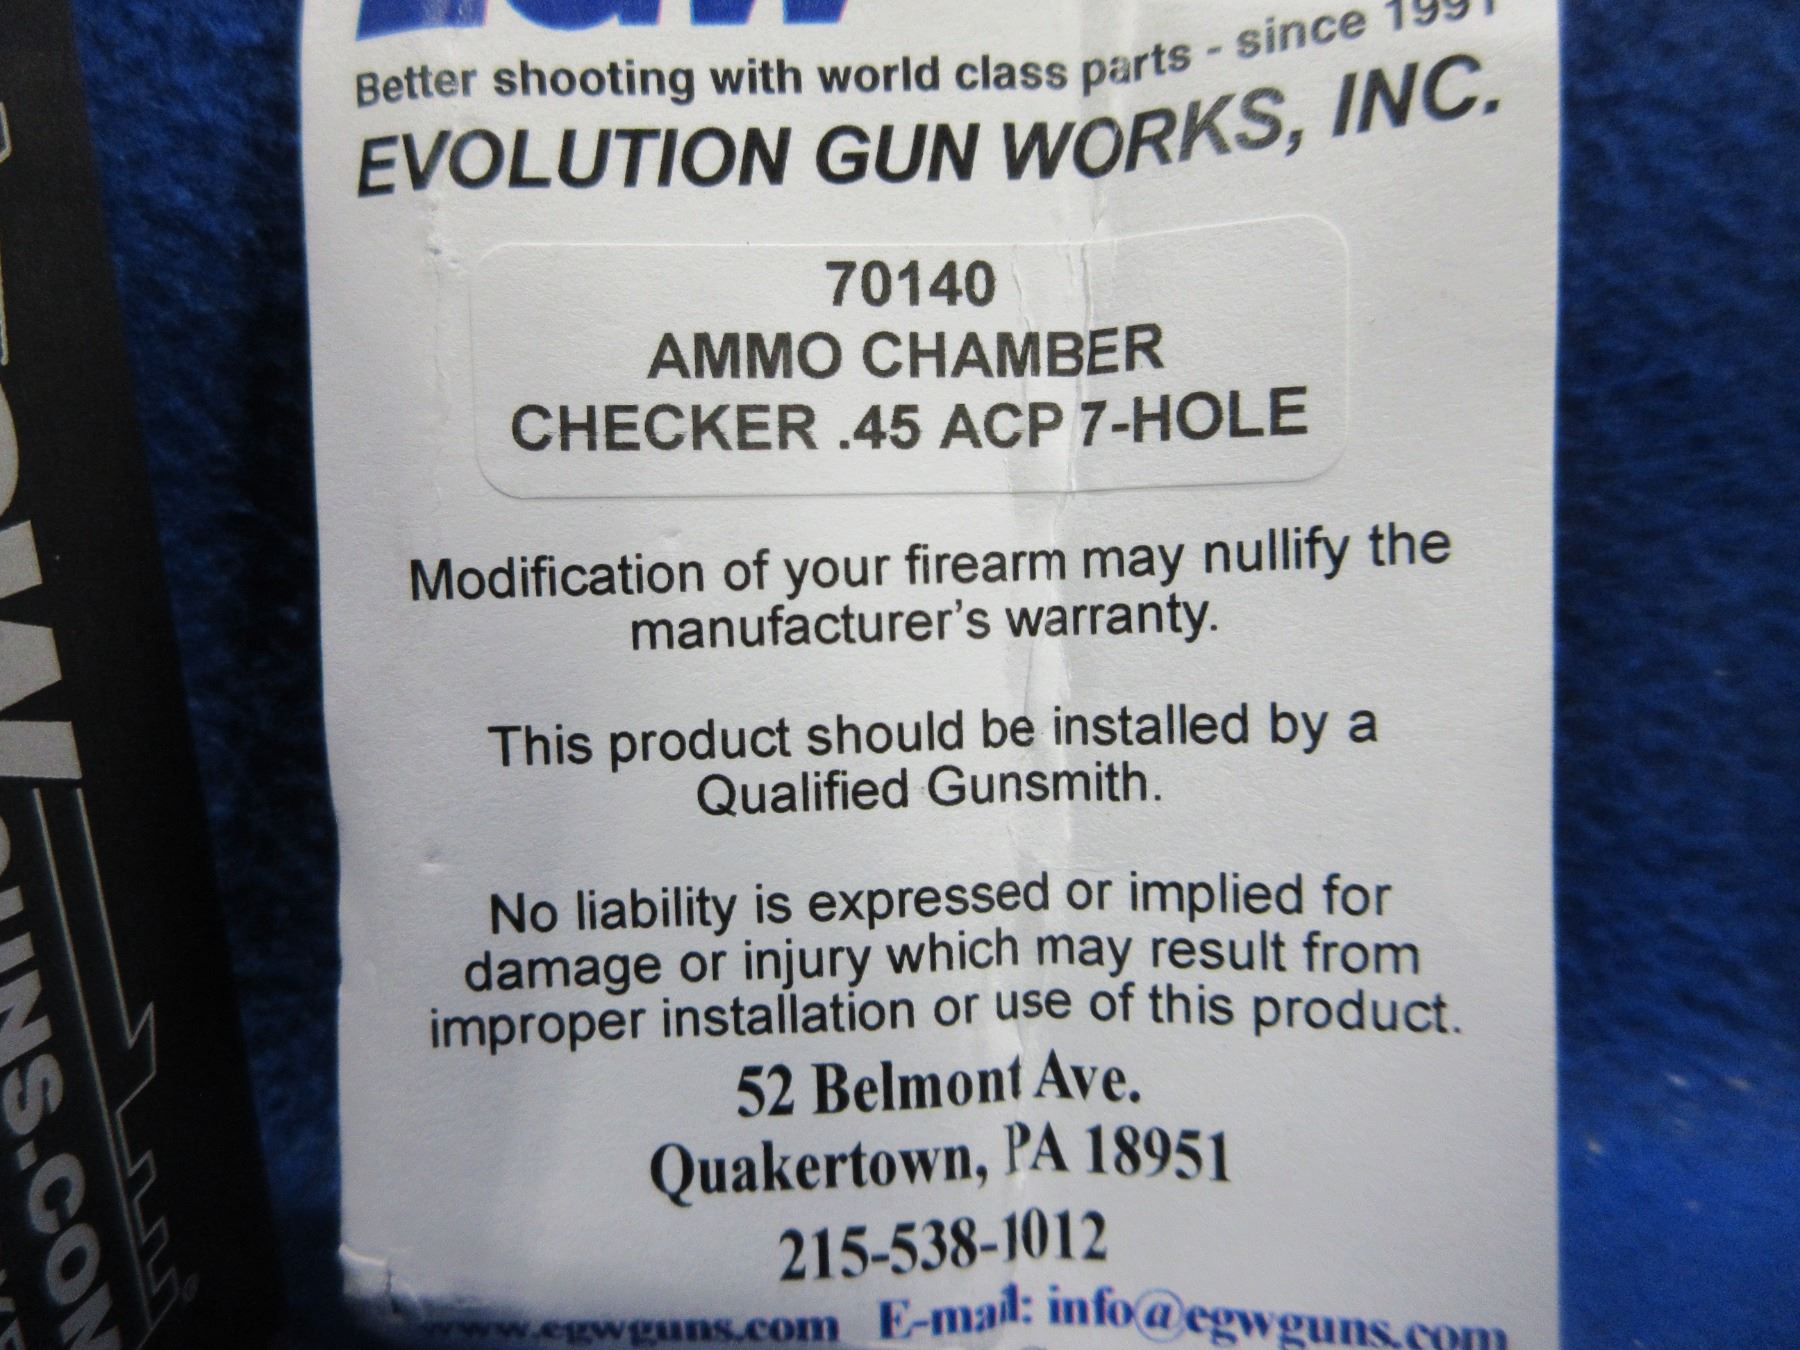 EGW
Better shooting with world class parts - since 1991
EVOLUTION GUN WORKS, INC.
70140
AMMO CHAMBER
CHECKER .45 ACP 7-HOLE
Modification of your firearm may nullify the
manufacturer's warranty.
This product should be installed by a
Qualified Gunsmith.
No liability is expressed or implied for
damage or injury which may result from
improper installation or use of this product.
52 Belmont Ave.
Quakertown, PA 18951
215-538-1012
www.egwguns.com E-mail: info@egwguns.com